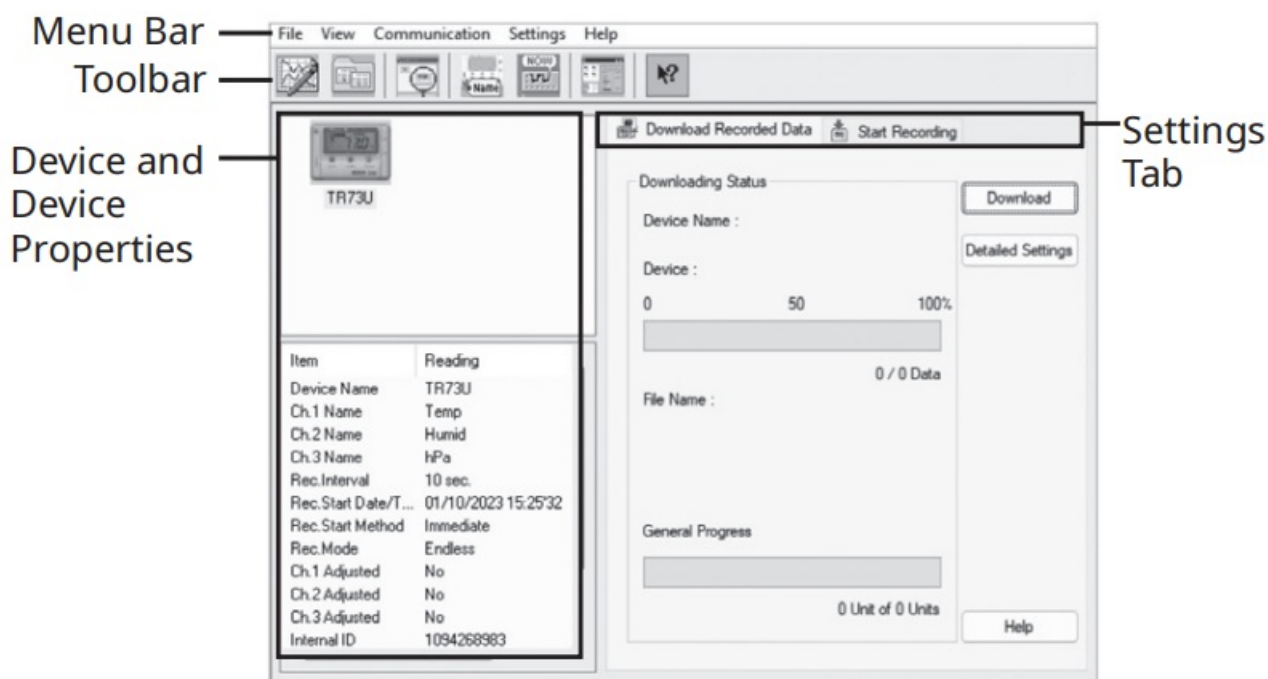 Menu Bar
File View Communication Settings Help
Toolbar
NOW
Name
Device and
Device
Properties
TR73U
Download Recorded Data Start Recording
Settings
Tab
Downloading Status
Device Name :
Device :
0 50 100%
0 / 0 Data
File Name :
General Progress
0 Unit of 0 Units
Download
Detailed Settings
Help
Item Reading
Device Name TR73U
Ch.1 Name Temp
Ch.2 Name Humid
Ch.3 Name hPa
Rec.Interval 10 sec.
Rec.Start Date/T... 01/10/2023 15:25'32
Rec.Start Method Immediate
Rec.Mode Endless
Ch.1 Adjusted No
Ch.2 Adjusted No
Ch.3 Adjusted No
Internal ID 1094268983